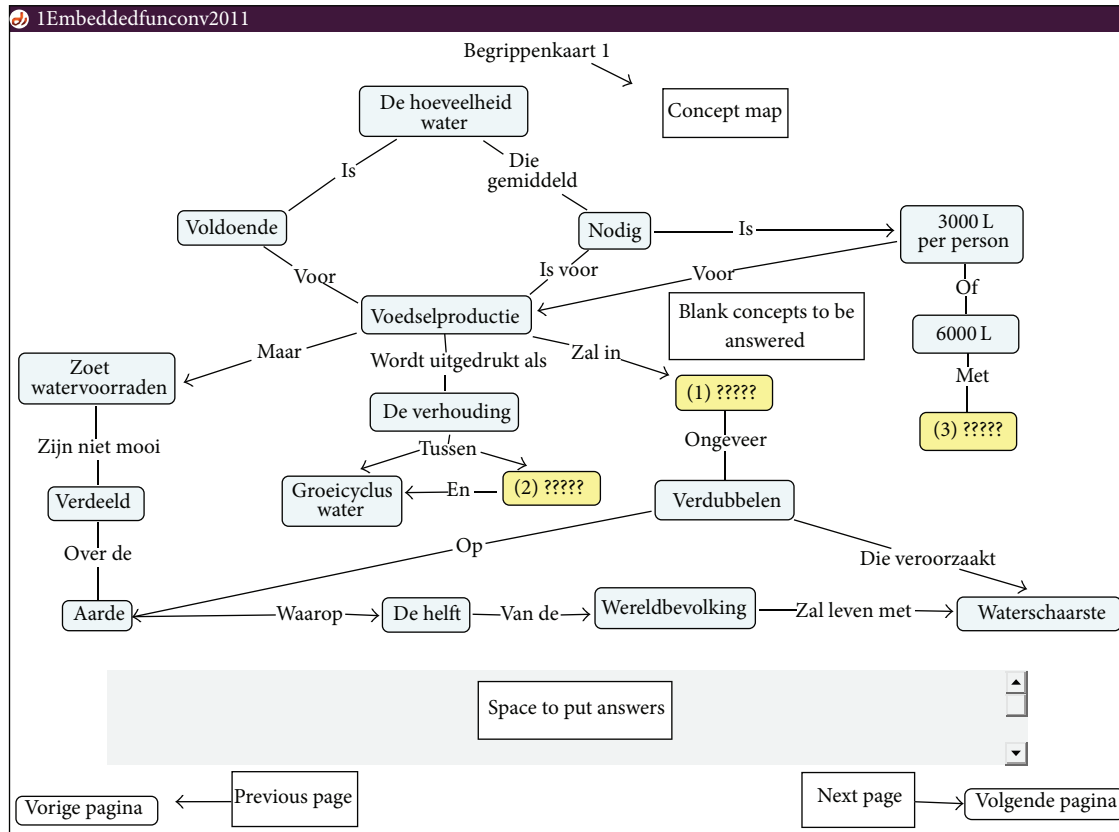 1Embeddedfunconv2011
Begrippenkaart 1
Concept map
De hoeveelheid
water
Is
Die
gemiddeld
Voldoende
Nodig
Is
3000 L
per person
Voor
Is voor
Voor
Of
Voedselproductie
Blank concepts to be
answered
6000 L
Maar
Wordt uitgedrukt als
Zal in
Met
Zoet
watervoorraden
(1) ?????
De verhouding
(3) ?????
Zijn niet mooi
Tussen
Ongeveer
Verdeeld
Groeicyclus
water
En
(2) ?????
Verdubbelen
Over de
Op
Die veroorzaakt
Aarde
Waarop
De helft
Van de
Wereldbevolking
Zal leven met
Waterschaarste
Space to put answers
Vorige pagina
Previous page
Next page
Volgende pagina